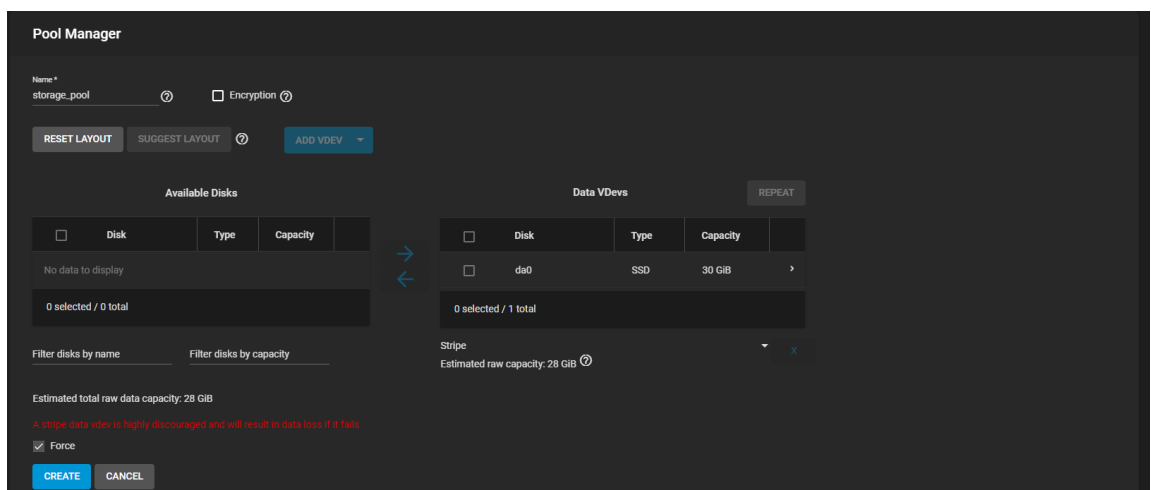 Pool Manager
Name *
storage_pool
Encryption
RESET LAYOUT SUGGEST LAYOUT ADD VDEV
Available Disks
Disk Type Capacity
No data to display
0 selected / 0 total
Filter disks by name Filter disks by capacity
Data VDevs REPEAT
Disk Type Capacity
da0 SSD 30 GiB
0 selected / 1 total
Stripe X
Estimated raw capacity: 28 GiB
Estimated total raw data capacity: 28 GiB
A stripe data vdev is highly discouraged and will result in data loss if it fails
Force
CREATE CANCEL